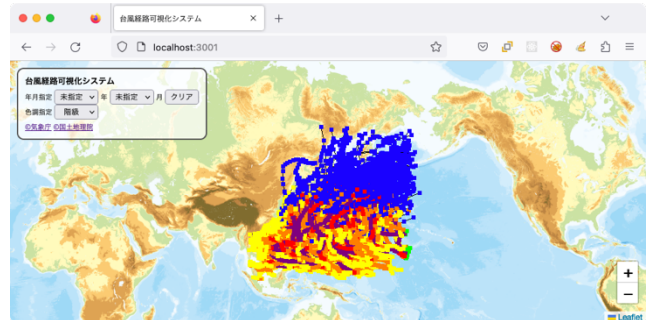 台風経路可視化システム
localhost:3001
台風経路可視化システム
年月指定 未指定 年 未指定 月 クリア
色調指定 階級
©気象庁 ©国土地理院
+
−
Leaflet